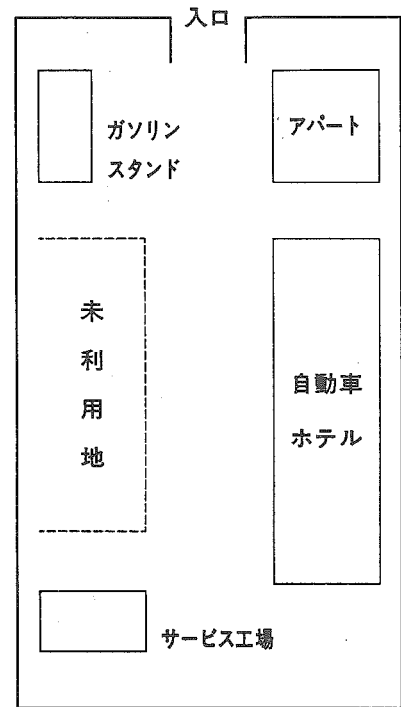 入口
ガソリン
スタンド
アパート
未利用地
自動車
ホテル
サービス工場